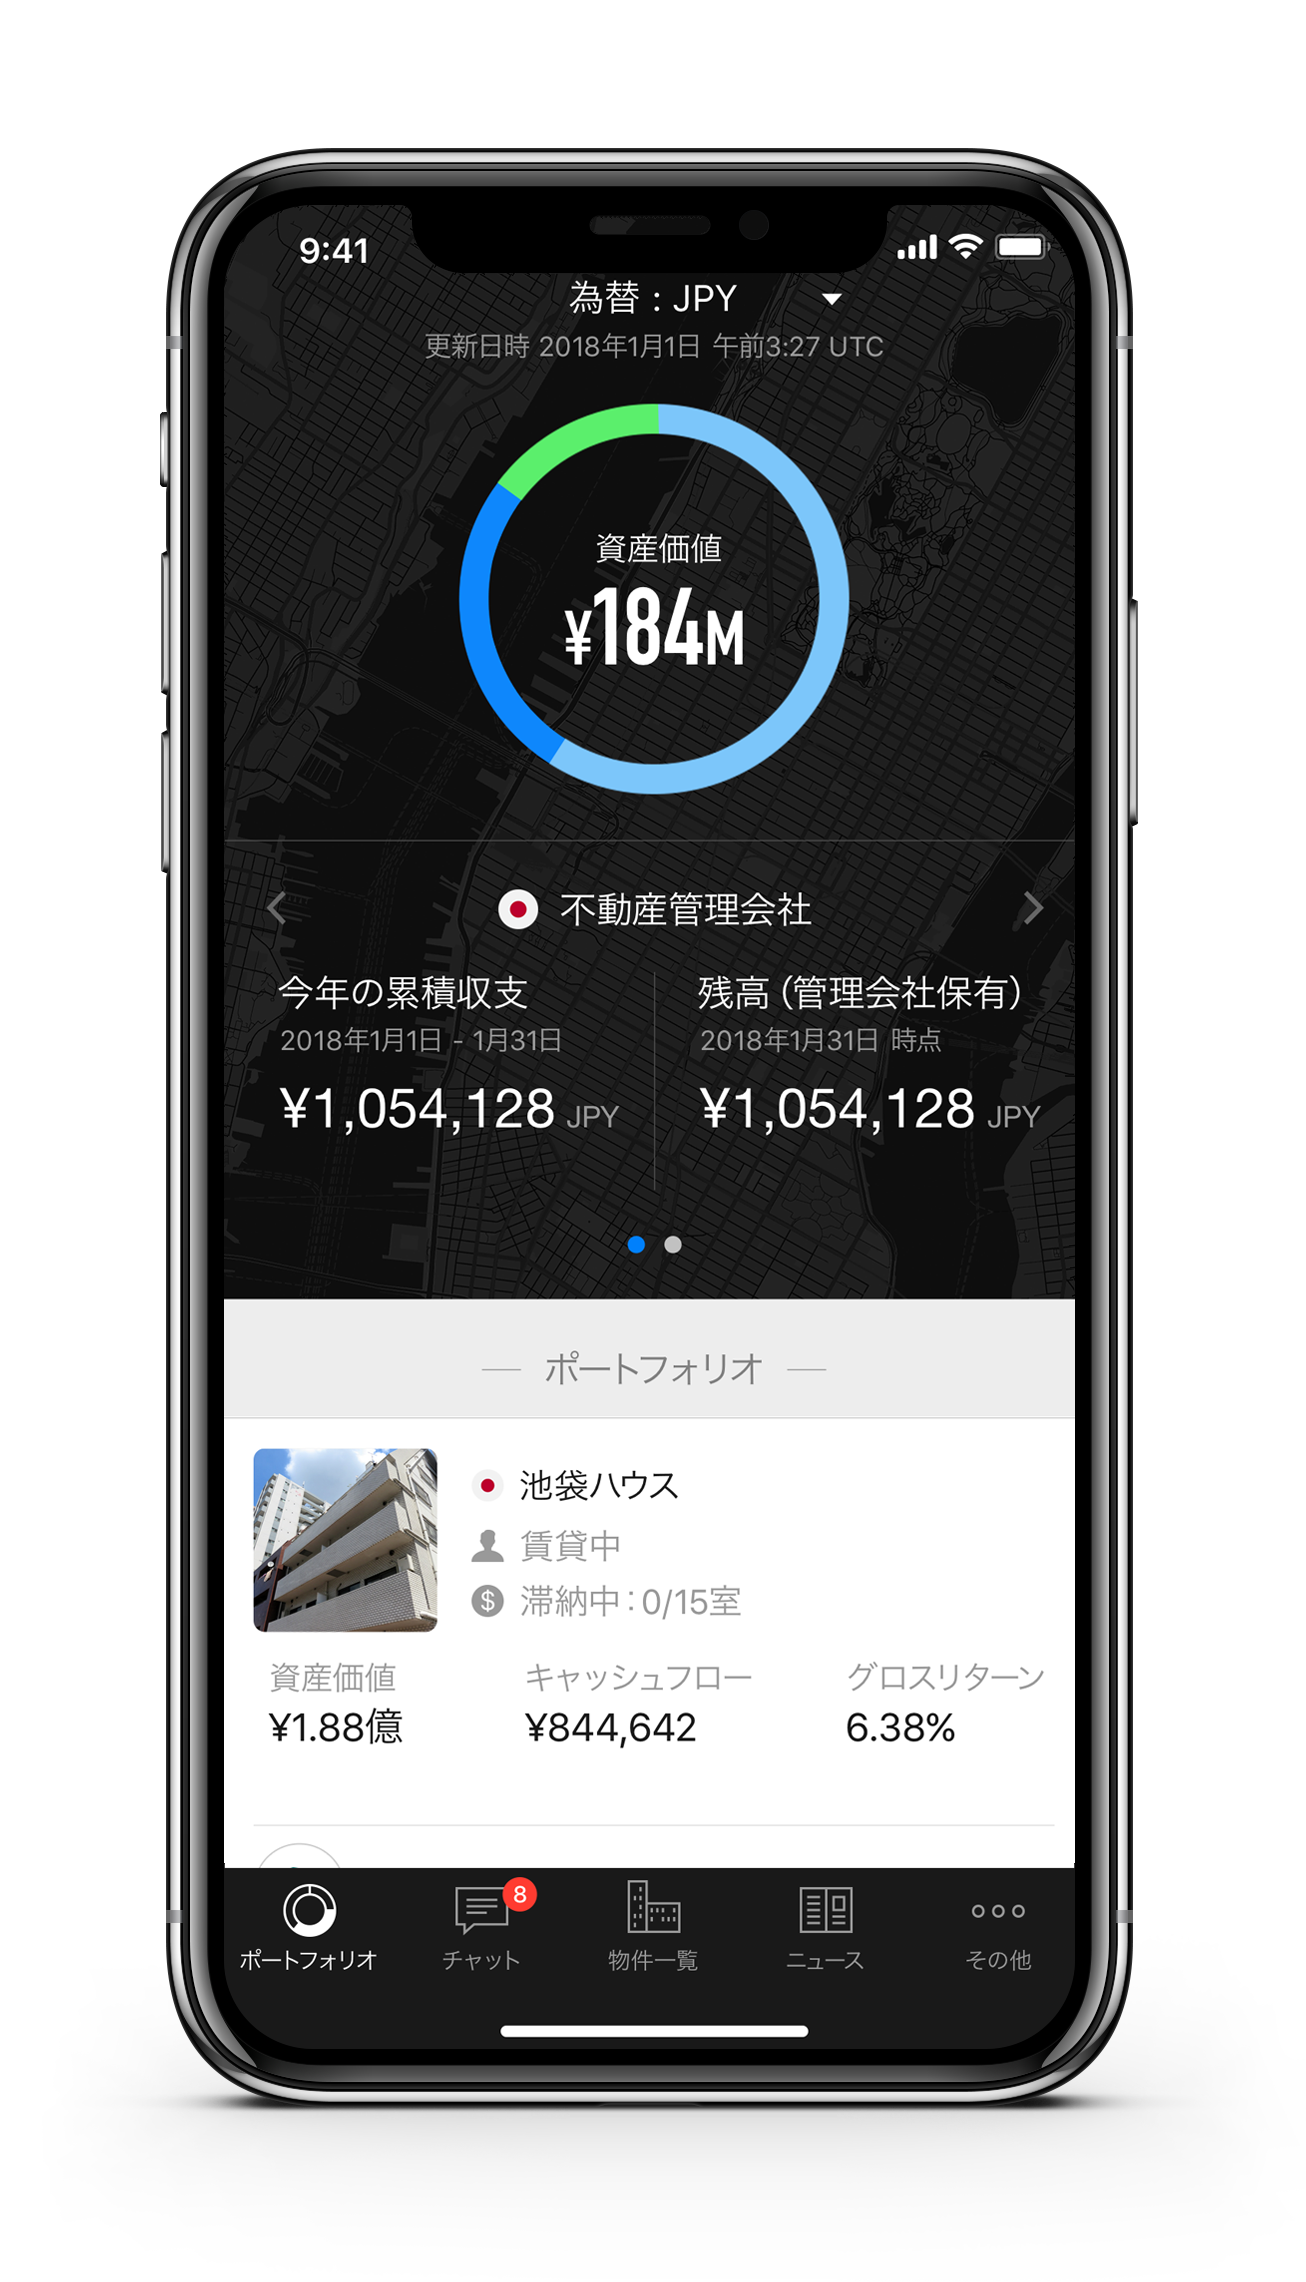 9:41
為替：JPY
更新日時 2018年1月1日 午前3:27 UTC
資産価値
¥184M
不動産管理会社
今年の累積収支
2018年1月1日 - 1月31日
¥1,054,128 JPY
残高（管理会社保有）
2018年1月31日 時点
¥1,054,128 JPY
ポートフォリオ
池袋ハウス
賃貸中
$ 滞納中：0/15室
資産価値 キャッシュフロー グロスリターン
¥1.88億 ¥844,642 6.38%
8
ポートフォリオ チャット 物件一覧 ニュース その他